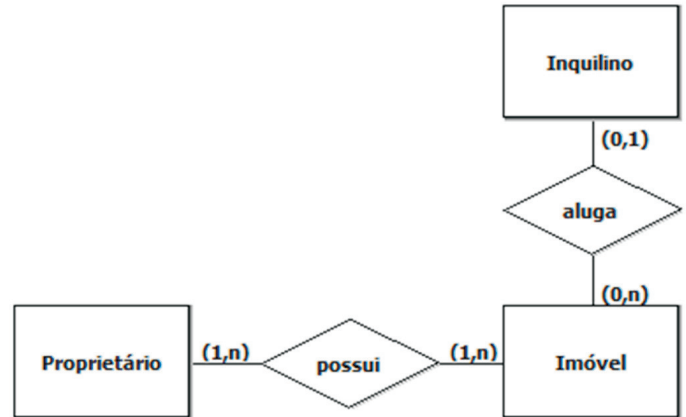 Inquilino
(0,1)
aluga
(0,n)
Proprietário (1,n) possui (1,n) Imóvel